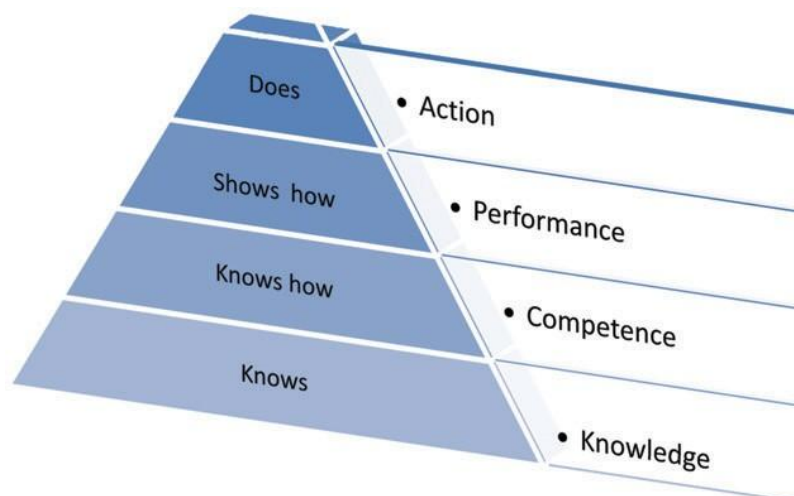 Does
• Action
Shows how
• Performance
Knows how
• Competence
Knows
• Knowledge